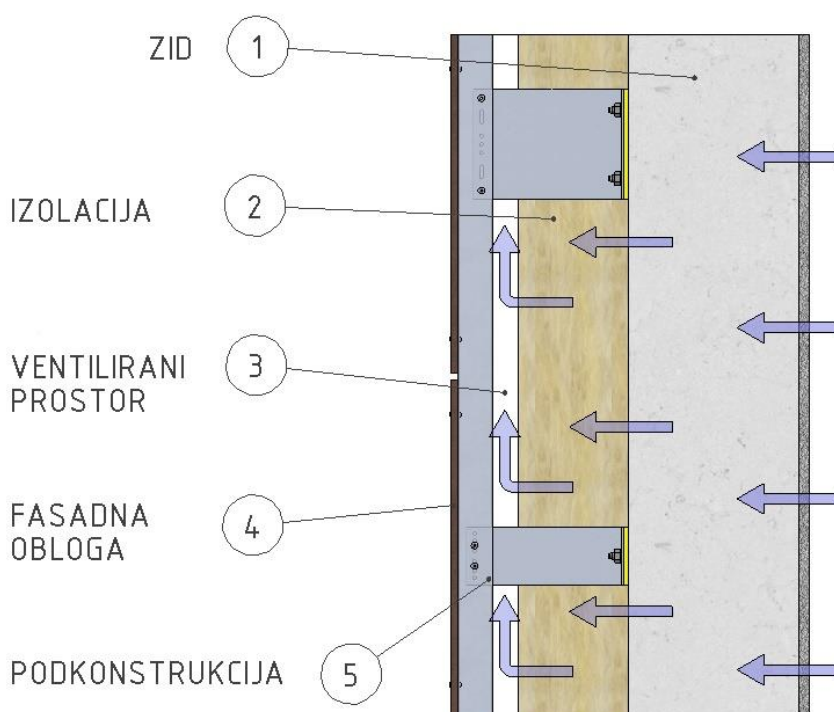 ZID 1
IZOLACIJA 2
VENTILIRANI 3
PROSTOR
FASADNA 4
OBLOGA
PODKONSTRUKCIJA 5